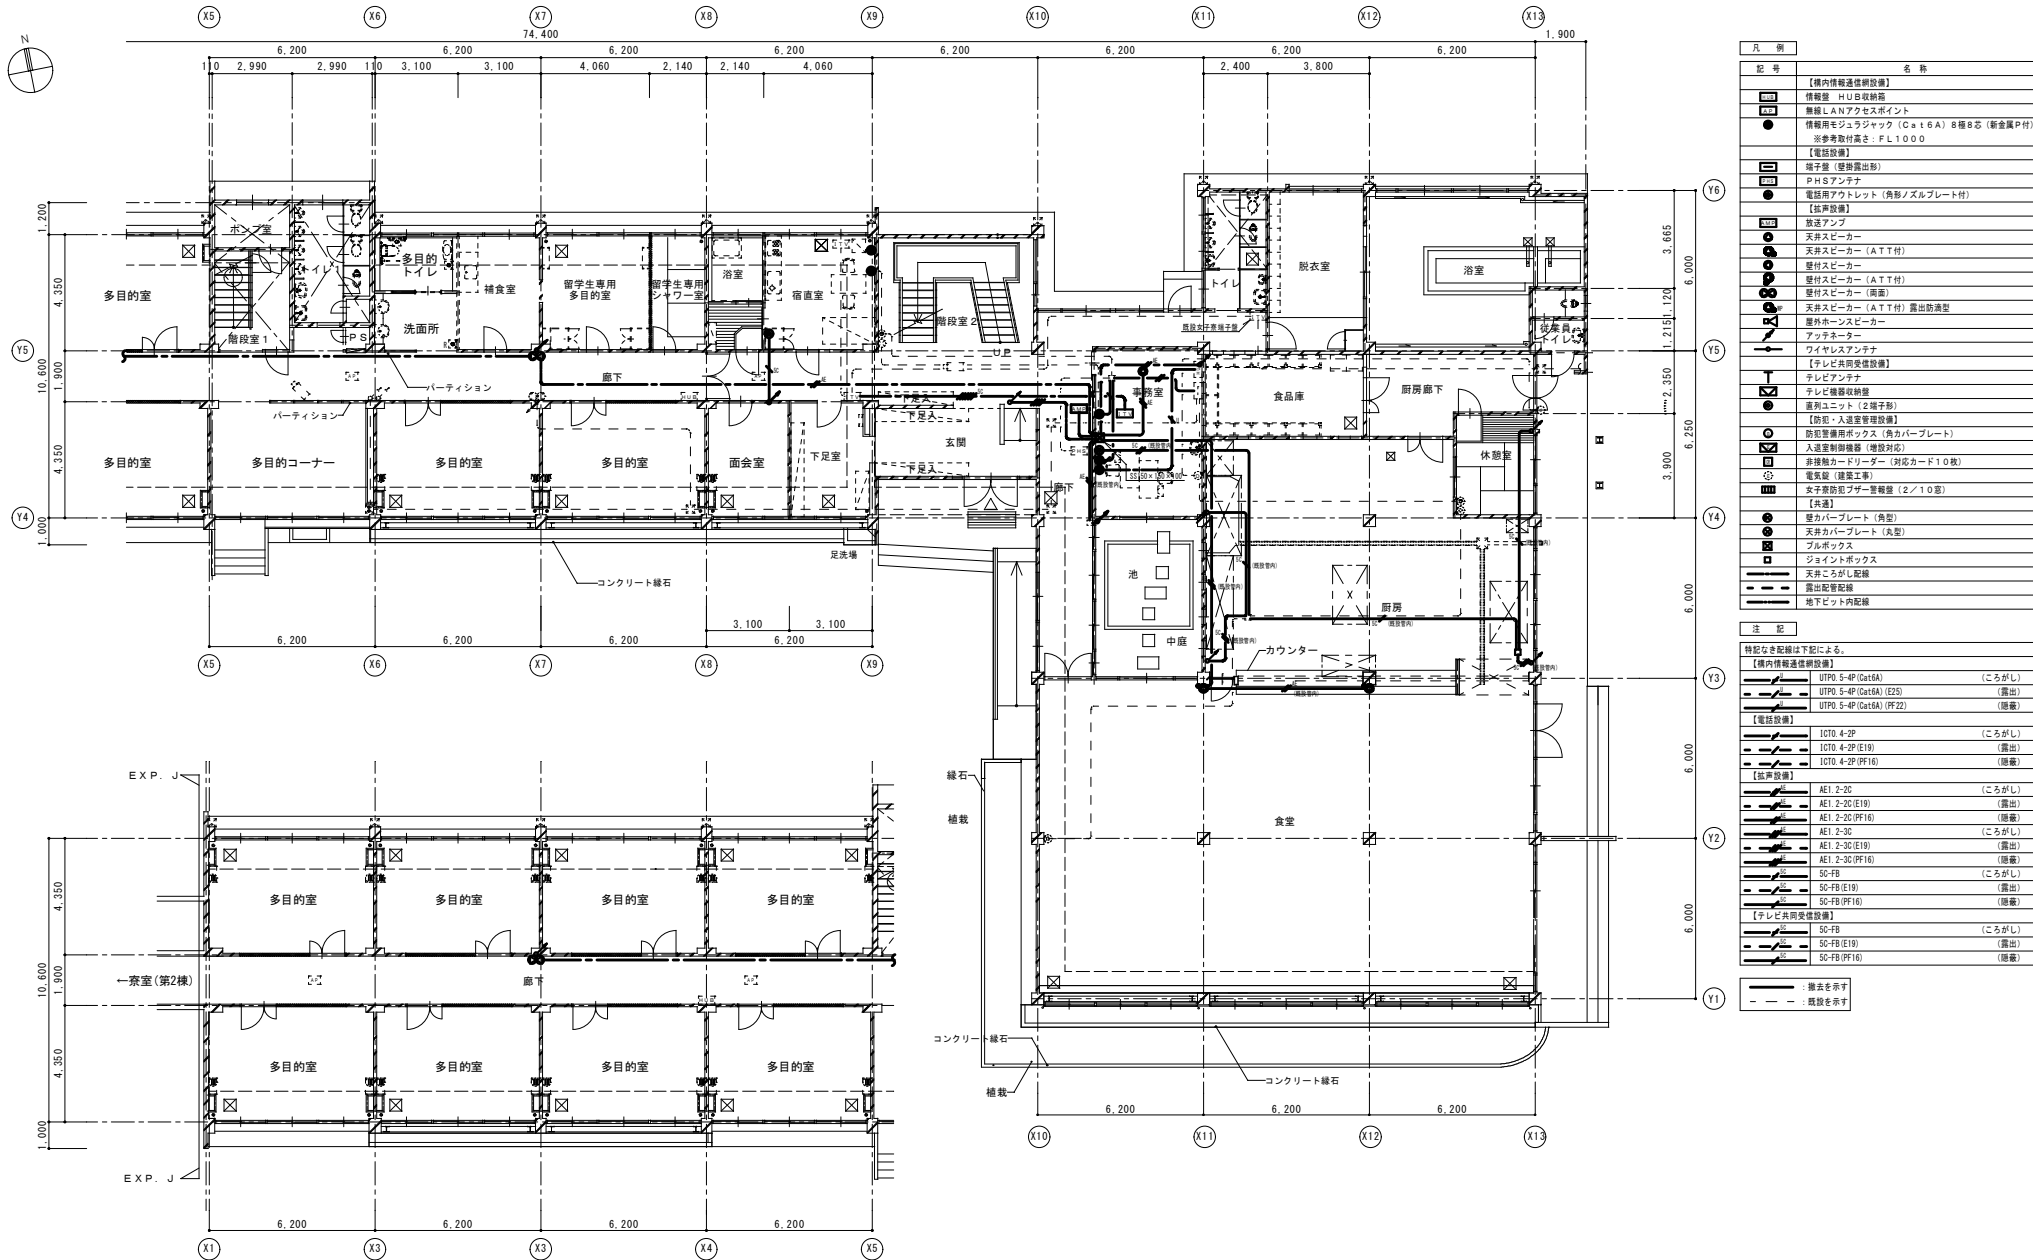 X5 X6 X7 X8 X9 X10 X11 X12 X13
N
74,400
1,900
6,200 6,200 6,200 6,200 6,200 6,200 6,200 6,200
110 2,990 2,990 110 3,100 3,100 4,060 2,140 2,140 4,060 2,400 3,800
Y6
Y5
Y4
Y3
Y2
Y1
1,200
4,350
10,600
1,900
4,350
1,000
3,665
6,000
1,120
1,215
2,350
6,250
3,900
6,000
6,000
6,000
ポンプ室
トイレ1
多目的
トイレ
補食室
留学生専用
多目的室
留学生専用
シャワー室
浴室
宿直室
階段室2
UP
多目的室
階段室1
PS
洗面所
パーティション
パーティション
廊下
多目的室
多目的コーナー
多目的室
多目的室
面会室
下足室
下足入
下足入
下足入
玄関
足洗場
コンクリート縁石
脱衣室
浴室
トイレ
従業員
トイレ
既設女子寮端子盤
事務室
食品庫
厨房廊下
休憩室
廊下
SS 50×150×100
池
中庭
厨房
カウンター
食堂
縁石
植栽
コンクリート縁石
植栽
コンクリート縁石
3,100 3,100
6,200 6,200 6,200 6,200
X5 X6 X7 X8 X9
6,200 6,200 6,200
X10 X11 X12 X13
EXP. J
多目的室 多目的室 多目的室 多目的室
←寮室(第2棟)
廊下
多目的室 多目的室 多目的室 多目的室
4,350
10,600
1,900
4,350
1,000
EXP. J
6,200 6,200 6,200 6,200
X1 X3 X3 X4 X5
凡 例
記 号 名 称
【構内情報通信網設備】
HUB 情報盤 HUB収納箱
AP 無線LANアクセスポイント
情報用モジュラジャック(Cat6A)8極8芯(新金属P付)
※参考取付高さ:FL1000
【電話設備】
端子盤(壁掛露出形)
PHS PHSアンテナ
電話用アウトレット(角形ノズルプレート付)
【拡声設備】
AMP 放送アンプ
天井スピーカー
天井スピーカー(ATT付)
壁付スピーカー
壁付スピーカー(ATT付)
壁付スピーカー(両面)
天井スピーカー(ATT付)露出防滴型
屋外ホーンスピーカー
アッテネーター
ワイヤレスアンテナ
【テレビ共同受信設備】
テレビアンテナ
テレビ機器収納盤
直列ユニット(2端子形)
【防犯・入退室管理設備】
防犯警備用ボックス(角カバープレート)
入退室制御機器(増設対応)
非接触カードリーダー(対応カード10枚)
電気錠(建築工事)
女子寮防犯ブザー警報盤(2/10窓)
【共通】
壁カバープレート(角型)
天井カバープレート(丸型)
プルボックス
ジョイントボックス
天井ころがし配線
露出配管配線
地下ピット内配線
注 記
特記なき配線は下記による。
【構内情報通信網設備】
UTP0.5-4P(Cat6A) (ころがし)
UTP0.5-4P(Cat6A)(E25) (露出)
UTP0.5-4P(Cat6A)(PF22) (隠蔽)
【電話設備】
ICT0.4-2P (ころがし)
ICT0.4-2P(E19) (露出)
ICT0.4-2P(PF16) (隠蔽)
【拡声設備】
AE1.2-2C (ころがし)
AE1.2-2C(E19) (露出)
AE1.2-2C(PF16) (隠蔽)
AE1.2-3C (ころがし)
AE1.2-3C(E19) (露出)
AE1.2-3C(PF16) (隠蔽)
5C-FB (ころがし)
5C-FB(E19) (露出)
5C-FB(PF16) (隠蔽)
【テレビ共同受信設備】
5C-FB (ころがし)
5C-FB(E19) (露出)
5C-FB(PF16) (隠蔽)
:撤去を示す
:既設を示す